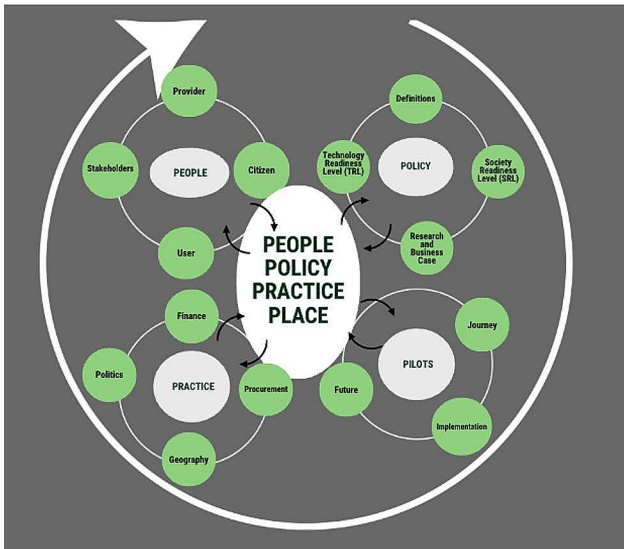 Provider
Stakeholders
PEOPLE
Citizen
User
Definitions
Technology
Readiness
Level (TRL)
POLICY
Society
Readiness
Level (SRL)
Research
and
Business
Case
PEOPLE
POLICY
PRACTICE
PLACE
Finance
Politics
PRACTICE
Procurement
Geography
Journey
PILOTS
Future
Implementation